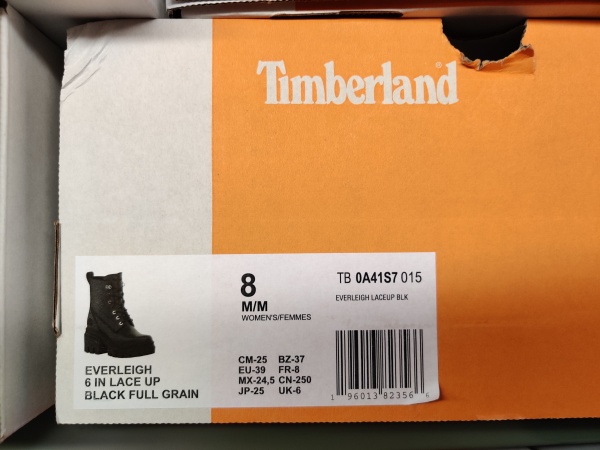 Timberland®
8
M/M
WOMEN'S/FEMMES
TB 0A41S7 015
EVERLEIGH LACEUP BLK
EVERLEIGH
6 IN LACE UP
BLACK FULL GRAIN
CM-25 BZ-37
EU-39 FR-8
MX-24,5 CN-250
JP-25 UK-6
1 96013 82356 6